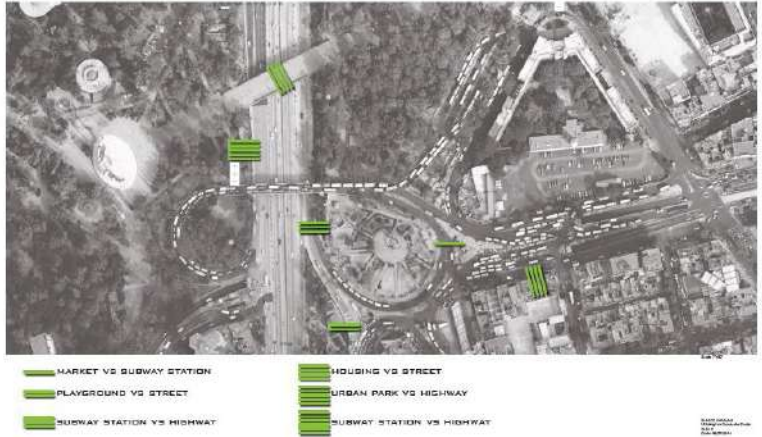 MARKET VS SUBWAY STATION
PLAYGROUND VS STREET
SUBWAY STATION VS HIGHWAT
HOUSING VS STREET
URBAN PARK VS HIGHWAY
SUBWAY STATION VS HIGHWAT